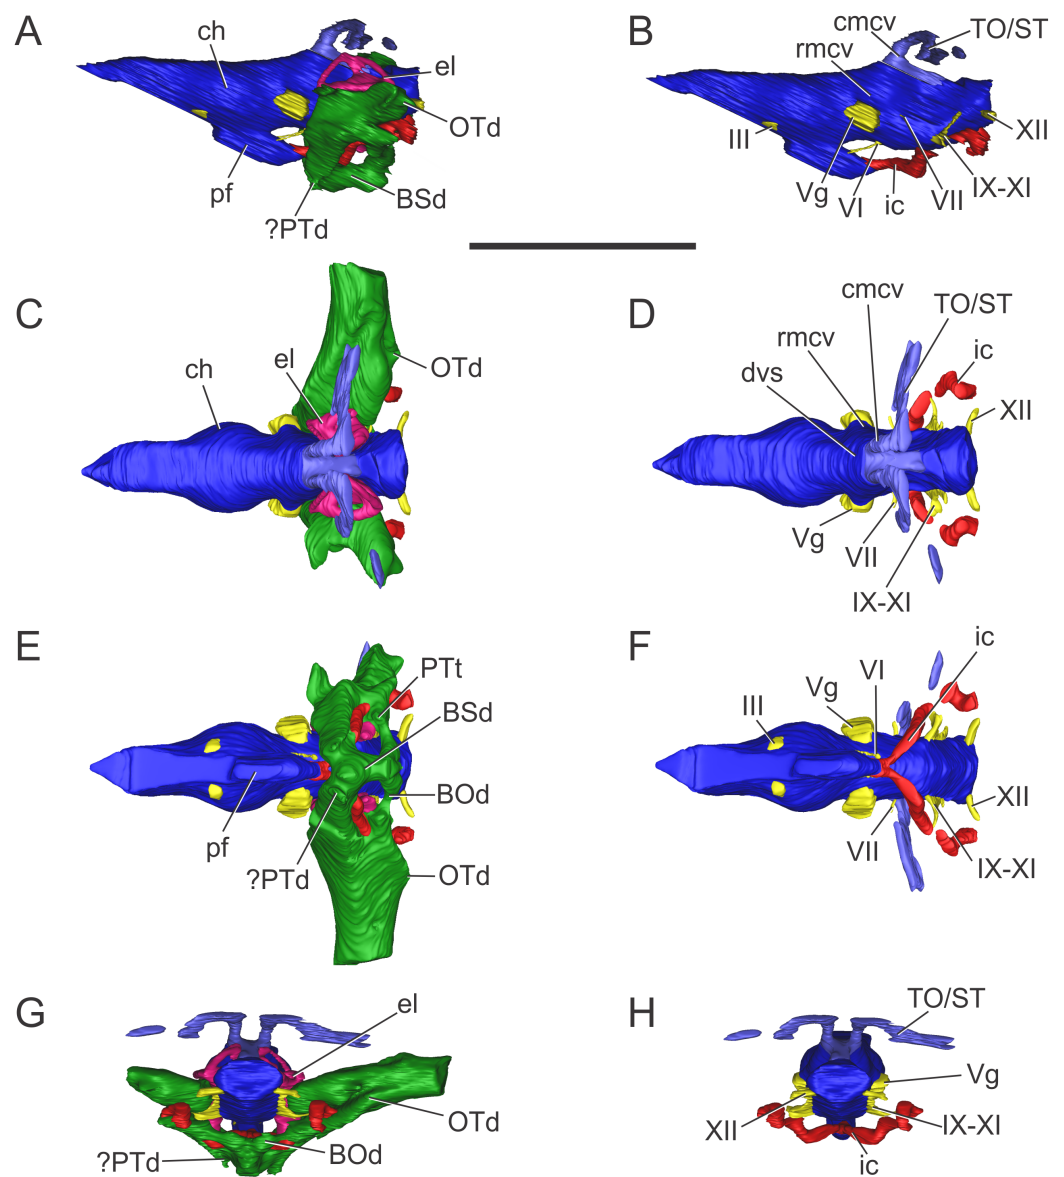 A
ch
el
OTd
pf
BSd
?PTd
B
cmcv
TO/ST
rmcv
III
XII
Vg
VI
ic
VII
IX-XI
C
ch
el
OTd
D
cmcv
TO/ST
rmcv
ic
dvs
XII
Vg
VII
IX-XI
E
PTt
BSd
BOd
pf
?PTd
OTd
F
ic
VI
Vg
III
XII
VII
IX-XI
G
el
OTd
BOd
?PTd
H
TO/ST
Vg
XII
IX-XI
ic